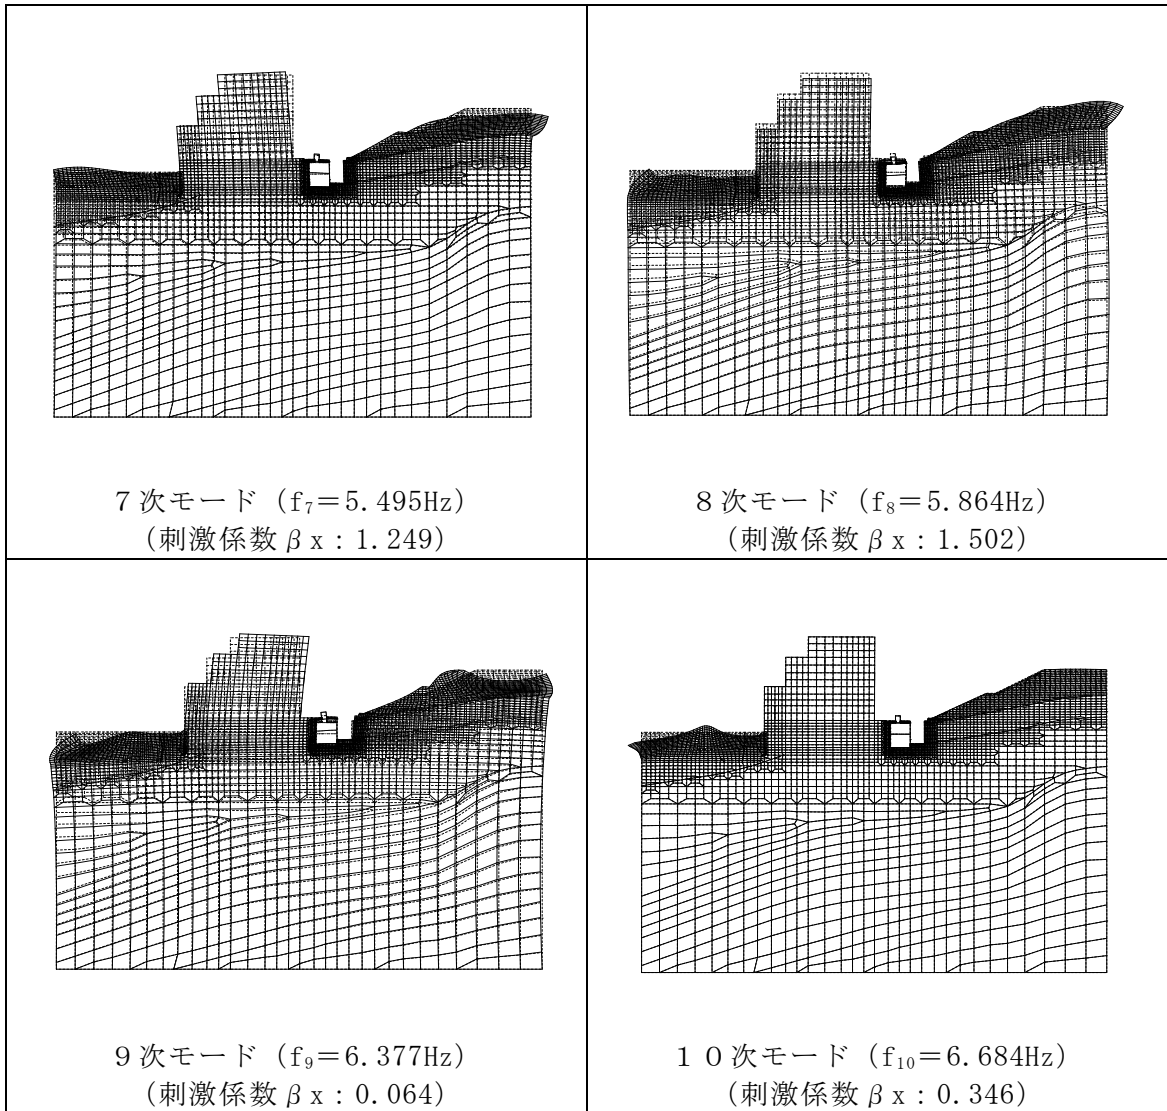 7次モード (f₇=5.495Hz)
(刺激係数βx:1.249)
8次モード (f₈=5.864Hz)
(刺激係数βx:1.502)
9次モード (f₉=6.377Hz)
(刺激係数βx:0.064)
10次モード (f₁₀=6.684Hz)
(刺激係数βx:0.346)